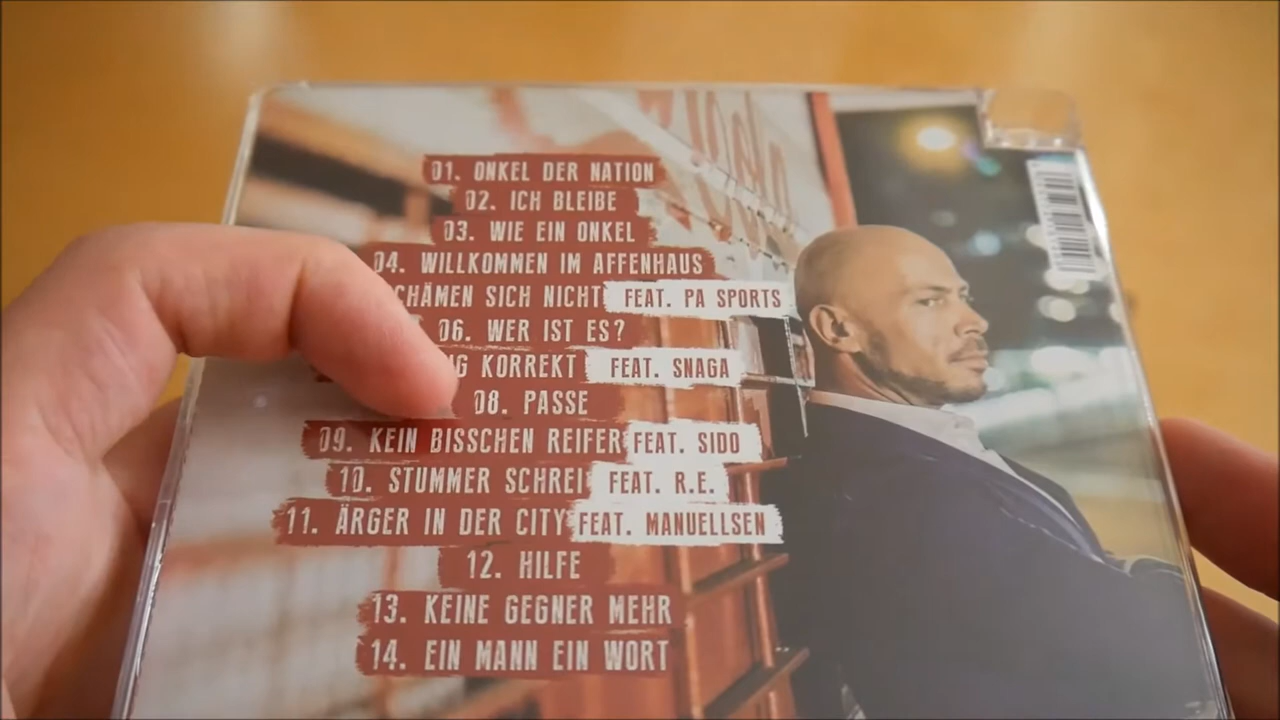 01. ONKEL DER NATION
02. ICH BLEIBE
03. WIE EIN ONKEL
04. WILLKOMMEN IM AFFENHAUS
CHÄMEN SICH NICHT FEAT. PA SPORTS
06. WER IST ES?
IG KORREKT FEAT. SNAGA
08. PASSE
09. KEIN BISSCHEN REIFER FEAT. SIDO
10. STUMMER SCHREI FEAT. R.E.
11. ÄRGER IN DER CITY FEAT. MANUELLSEN
12. HILFE
13. KEINE GEGNER MEHR
14. EIN MANN EIN WORT